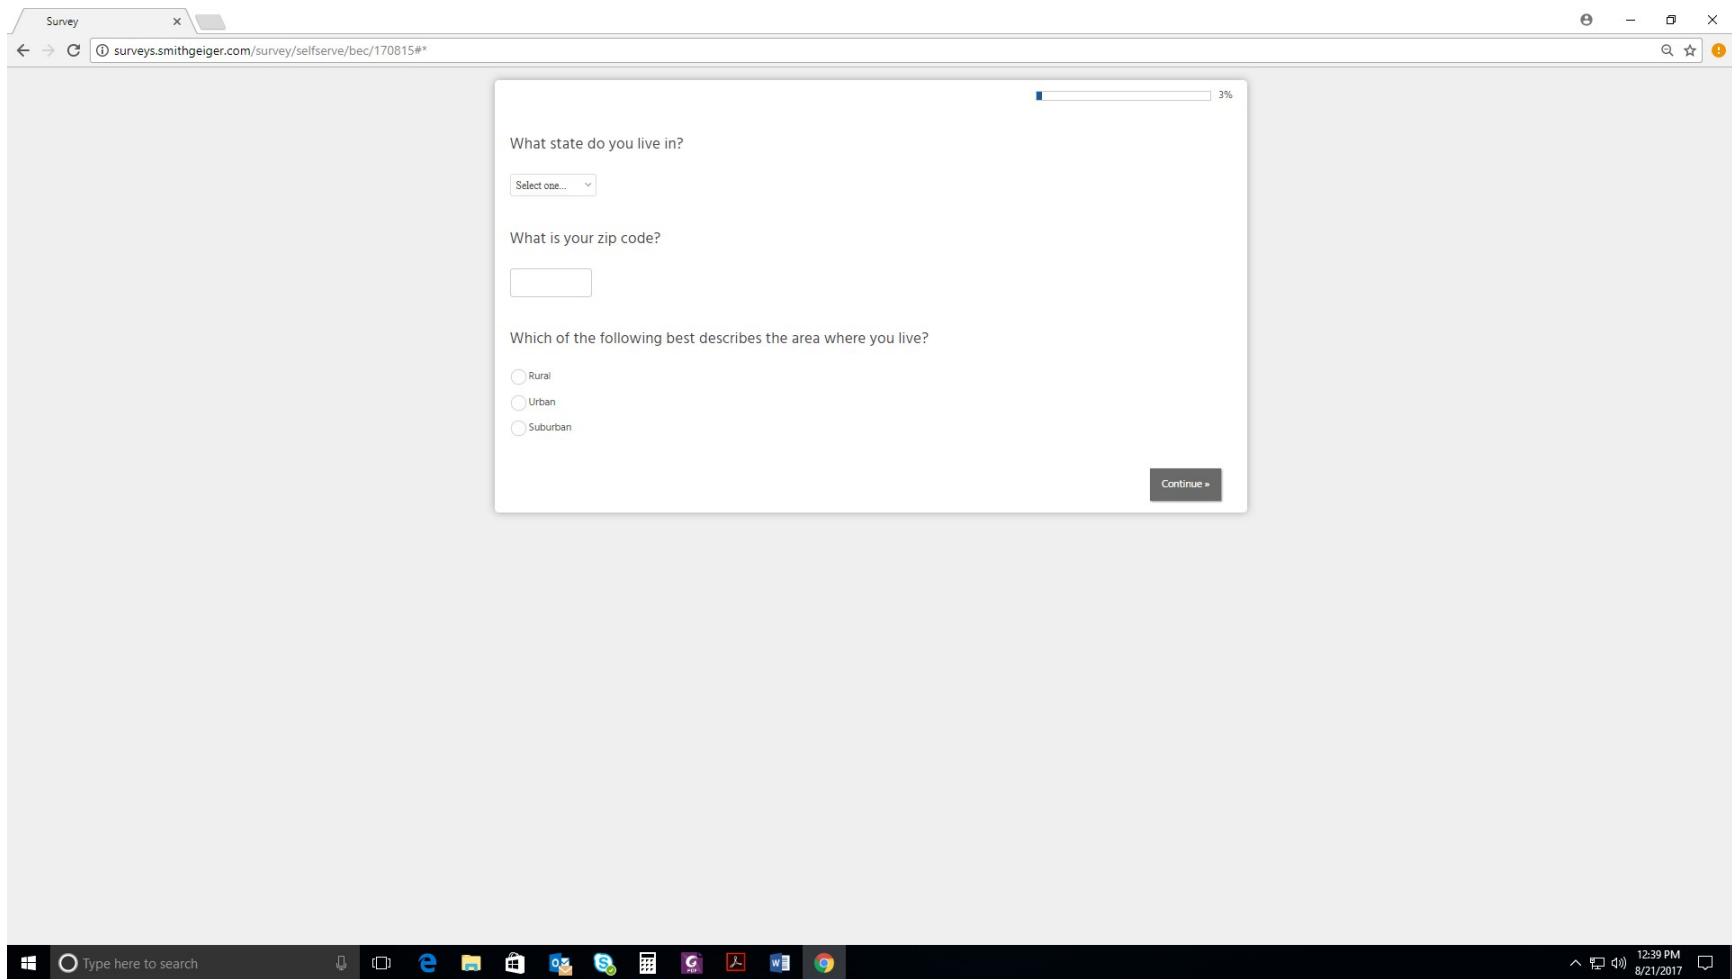 Survey
surveys.smithgeiger.com/survey/selfserve/bec/170815#*
3%
What state do you live in?
Select one...
What is your zip code?
Which of the following best describes the area where you live?
Rural
Urban
Suburban
Continue »
Type here to search
12:39 PM
8/21/2017